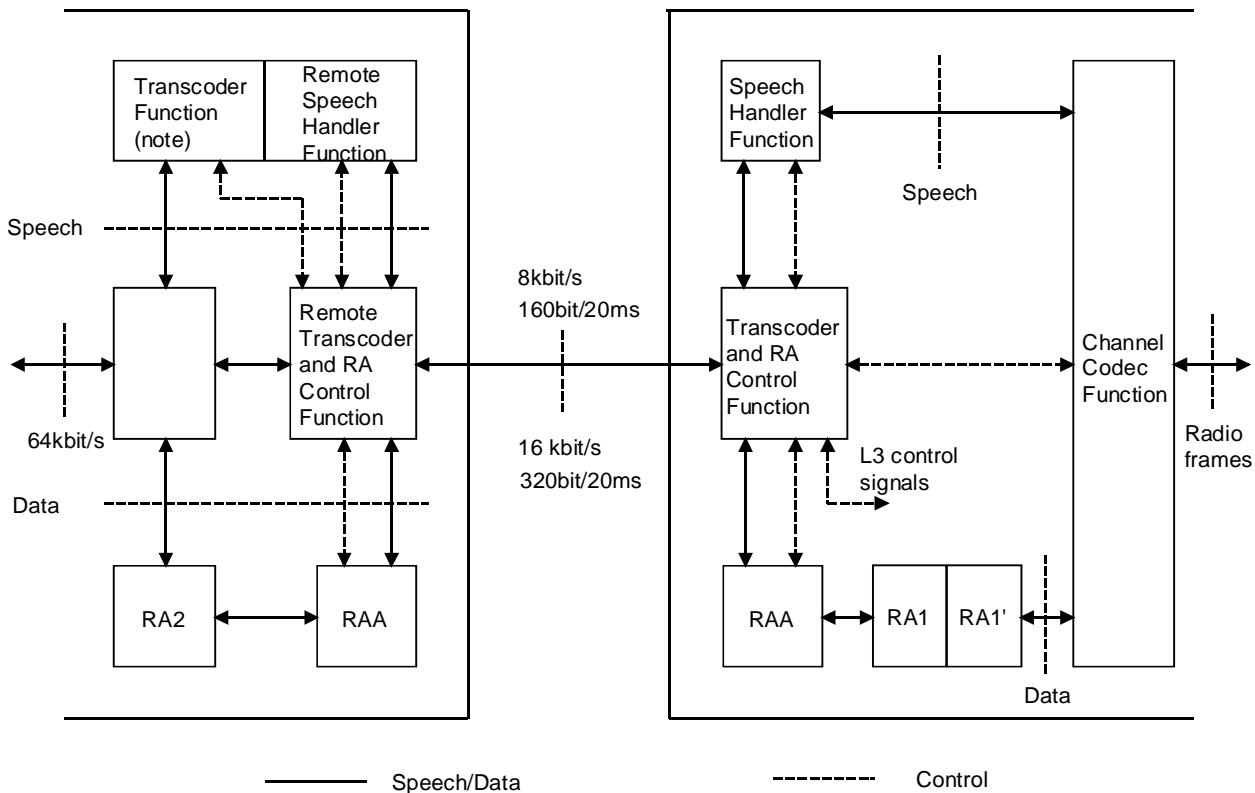 Transcoder
Function
(note)
Remote
Speech
Handler
Function
Speech
Handler
Function
Speech
Speech
8kbit/s
160bit/20ms
Remote
Transcoder
and RA
Control
Function
Transcoder
and RA
Control
Function
Channel
Codec
Function
64kbit/s
16 kbit/s
320bit/20ms
Radio
frames
L3 control
signals
Data
RA2
RAA
RAA
RA1
RA1'
Data
Speech/Data
Control